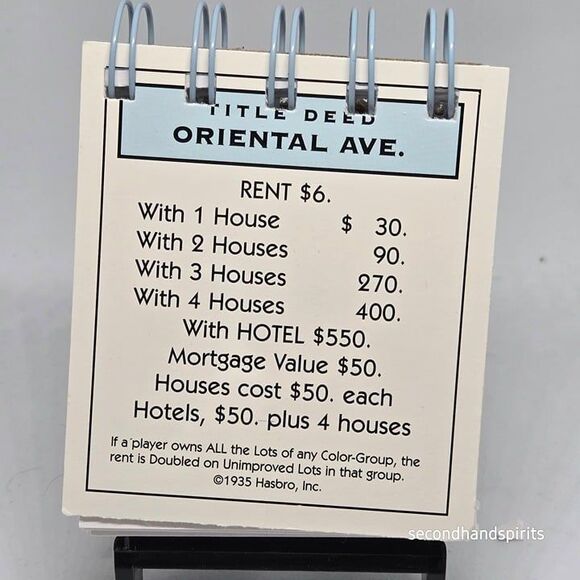 TITLE DEED
ORIENTAL AVE.
RENT $6.
With 1 House $ 30.
With 2 Houses 90.
With 3 Houses 270.
With 4 Houses 400.
With HOTEL $550.
Mortgage Value $50.
Houses cost $50. each
Hotels, $50. plus 4 houses
If a player owns ALL the Lots of any Color-Group, the
rent is Doubled on Unimproved Lots in that group.
©1935 Hasbro, Inc.
secondhandspirits